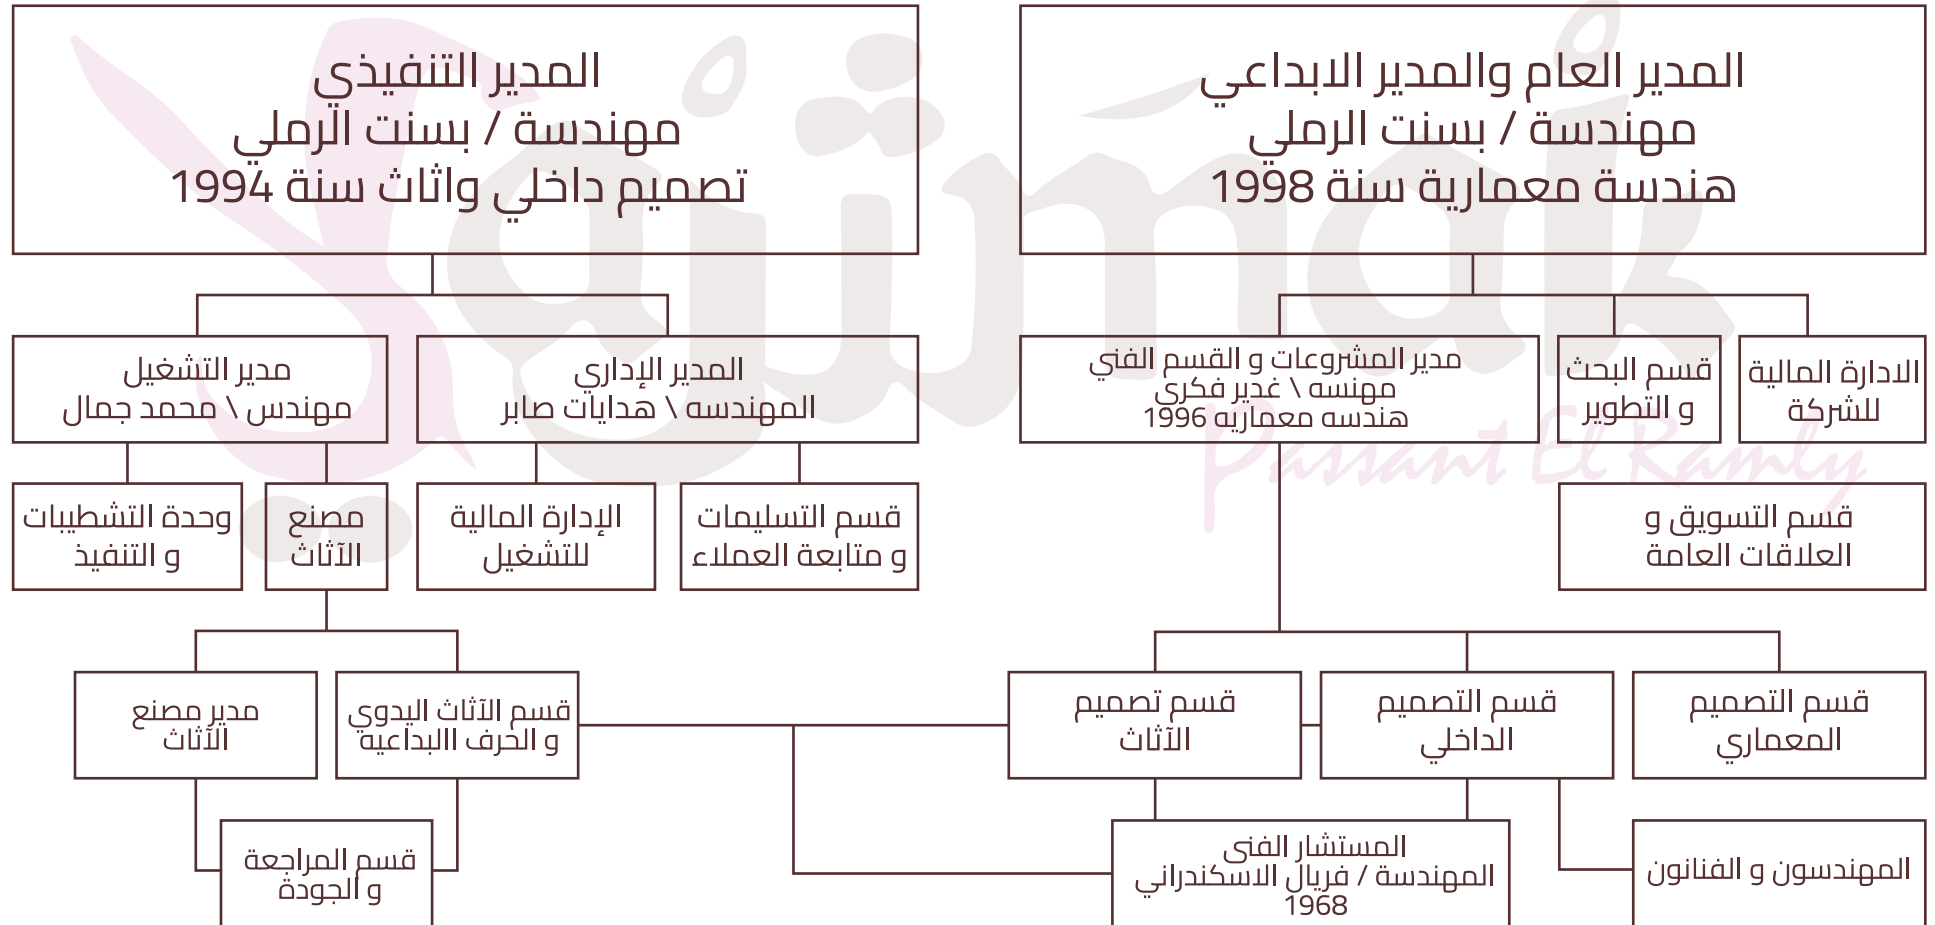 المدير العام والمدير الابداعي
مهندسة / بسنت الرملي
هندسة معمارية سنة 1998
المدير التنفيذي
مهندسة / بسنت الرملي
تصميم داخلي واثاث سنة 1994
الادارة المالية
للشركة
قسم البحث
و التطوير
مدير المشروعات و القسم الفني
مهنسه \ غدير فكري
هندسه معماريه 1996
المدير الإداري
المهندسه \ هدايات صابر
مدير التشغيل
مهندس \ محمد جمال
قسم التسويق و
العلاقات العامة
قسم التسليمات
و متابعة العملاء
الإدارة المالية
للتشغيل
مصنع
الآثاث
وحدة التشطيبات
و التنفيذ
قسم التصميم
المعماري
قسم التصميم
الداخلي
قسم تصميم
الآثاث
قسم الآثاث اليدوي
و الحرف االبداعيه
مدير مصنع
الآثاث
المهندسون و الفنانون
المستشار الفنى
المهندسة / فريال الاسكندراني
1968
قسم المراجعة
و الجودة
Passant El Ramly